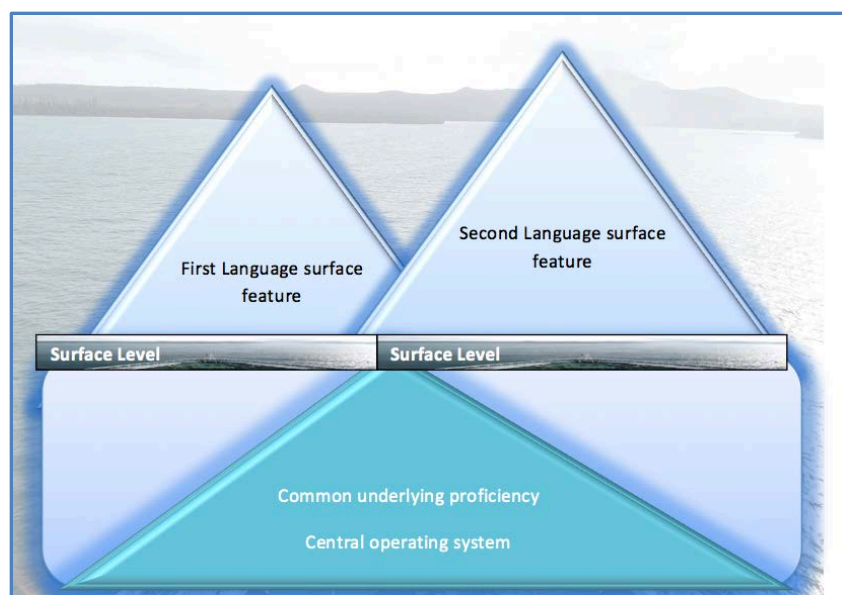 First Language surface
feature
Second Language surface
feature
Surface Level
Surface Level
Common underlying proficiency
Central operating system